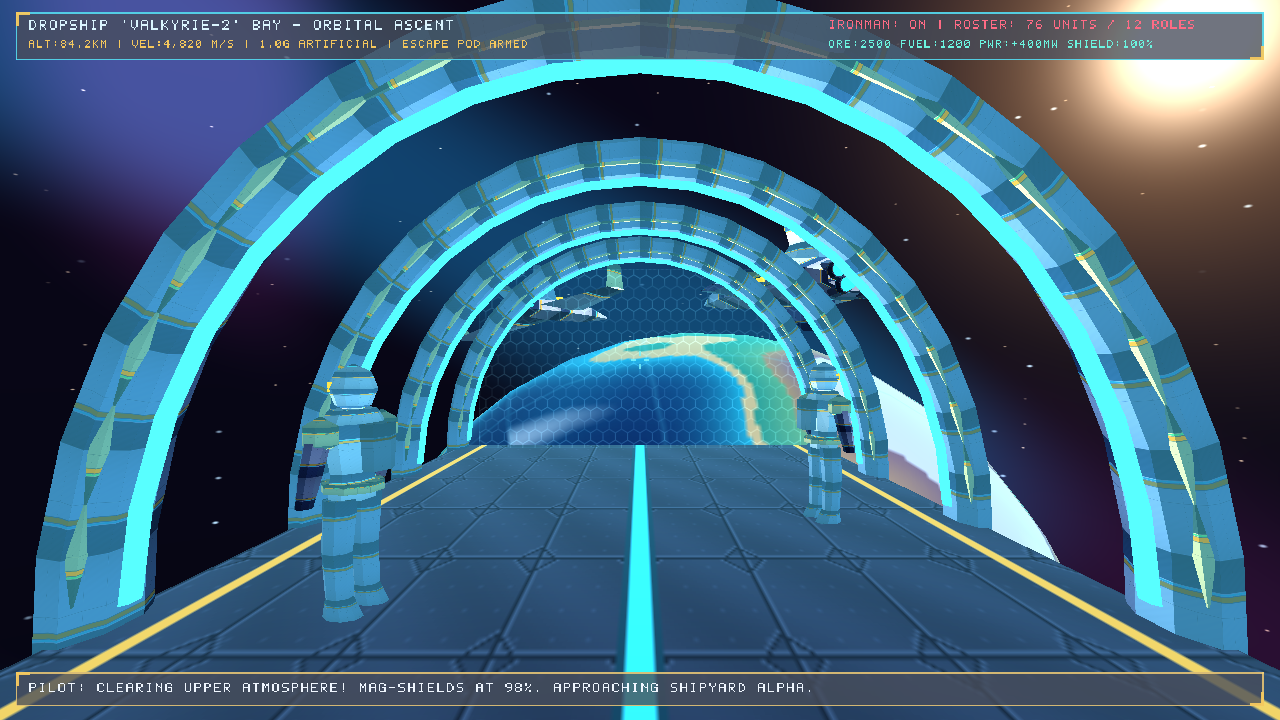 DROPSHIP 'VALKYRIE-2' BAY - ORBITAL ASCENT
ALT:84.2KM | VEL:4,820 M/S | 1.0G ARTIFICIAL | ESCAPE POD ARMED
IRONMAN: ON | ROSTER: 76 UNITS / 12 ROLES
ORE:2500 FUEL:1200 PWR:+400MW SHIELD:100%
PILOT: CLEARING UPPER ATMOSPHERE! MAG-SHIELDS AT 98%. APPROACHING SHIPYARD ALPHA.